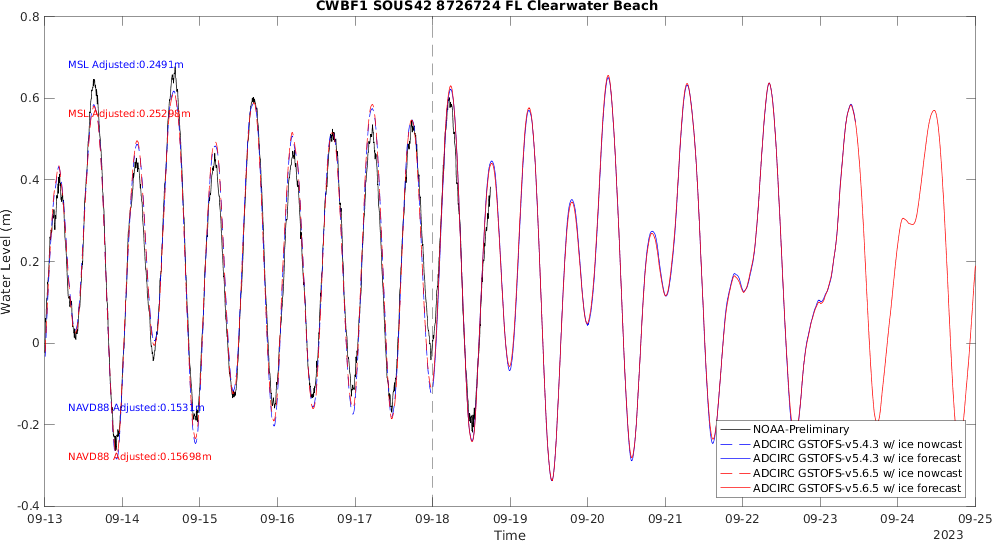 CWBF1 SOUS42 8726724 FL Clearwater Beach
0.8
0.6
0.4
0.2
0
-0.2
-0.4
Water Level (m)
MSL Adjusted:0.2491m
MSL Adjusted:0.25298m
NAVD88 Adjusted:0.1531m
NAVD88 Adjusted:0.15698m
NOAA-Preliminary
ADCIRC GSTOFS-v5.4.3 w/ ice nowcast
ADCIRC GSTOFS-v5.4.3 w/ ice forecast
ADCIRC GSTOFS-v5.6.5 w/ ice nowcast
ADCIRC GSTOFS-v5.6.5 w/ ice forecast
09-13 09-14 09-15 09-16 09-17 09-18 09-19 09-20 09-21 09-22 09-23 09-24 09-25
Time
2023